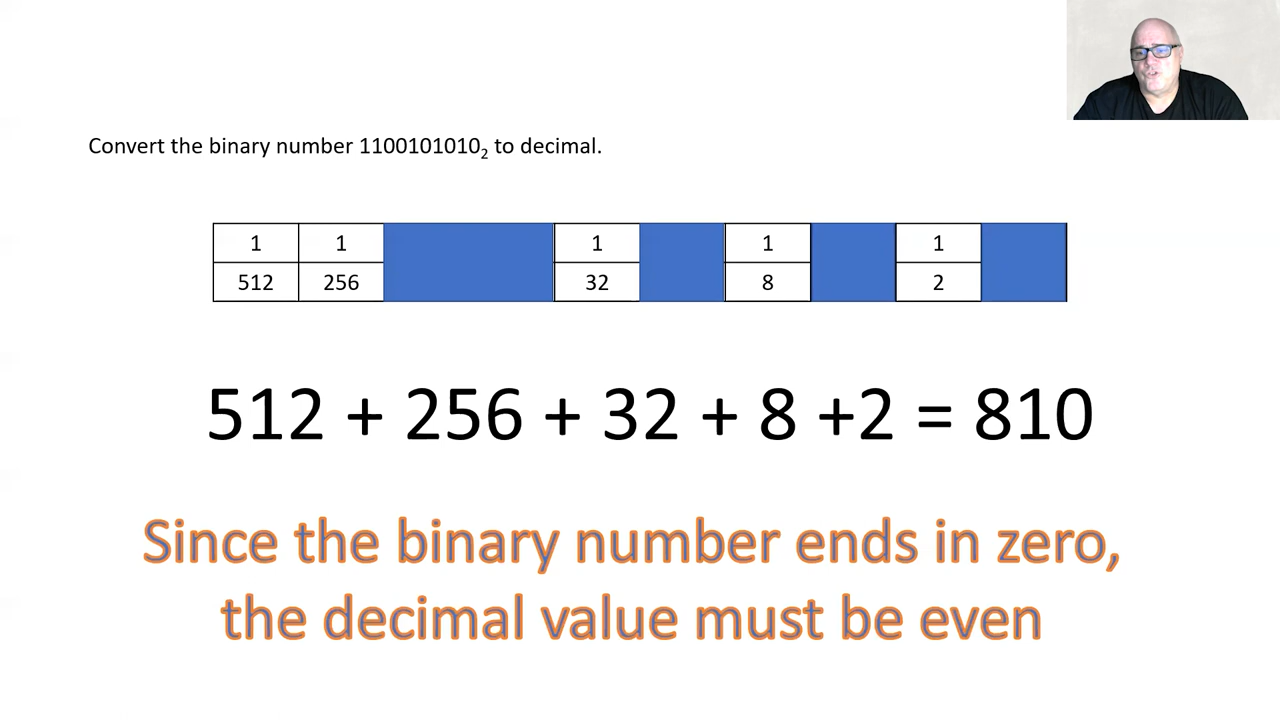 Convert the binary number 1100101010₂ to decimal.
1 1 1 1 1
512 256 32 8 2
512 + 256 + 32 + 8 +2 = 810
Since the binary number ends in zero,
the decimal value must be even